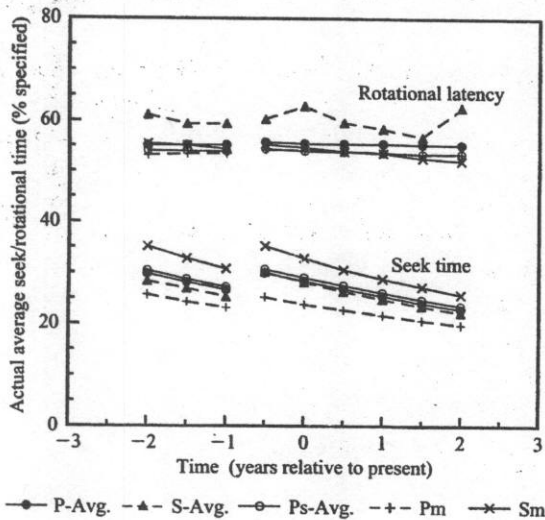 Actual average seek/rotational time (% specified)
80
60
40
20
0
Rotational latency
Seek time
−3 −2 −1 0 1 2 3
Time (years relative to present)
P-Avg. S-Avg. Ps-Avg. Pm Sm